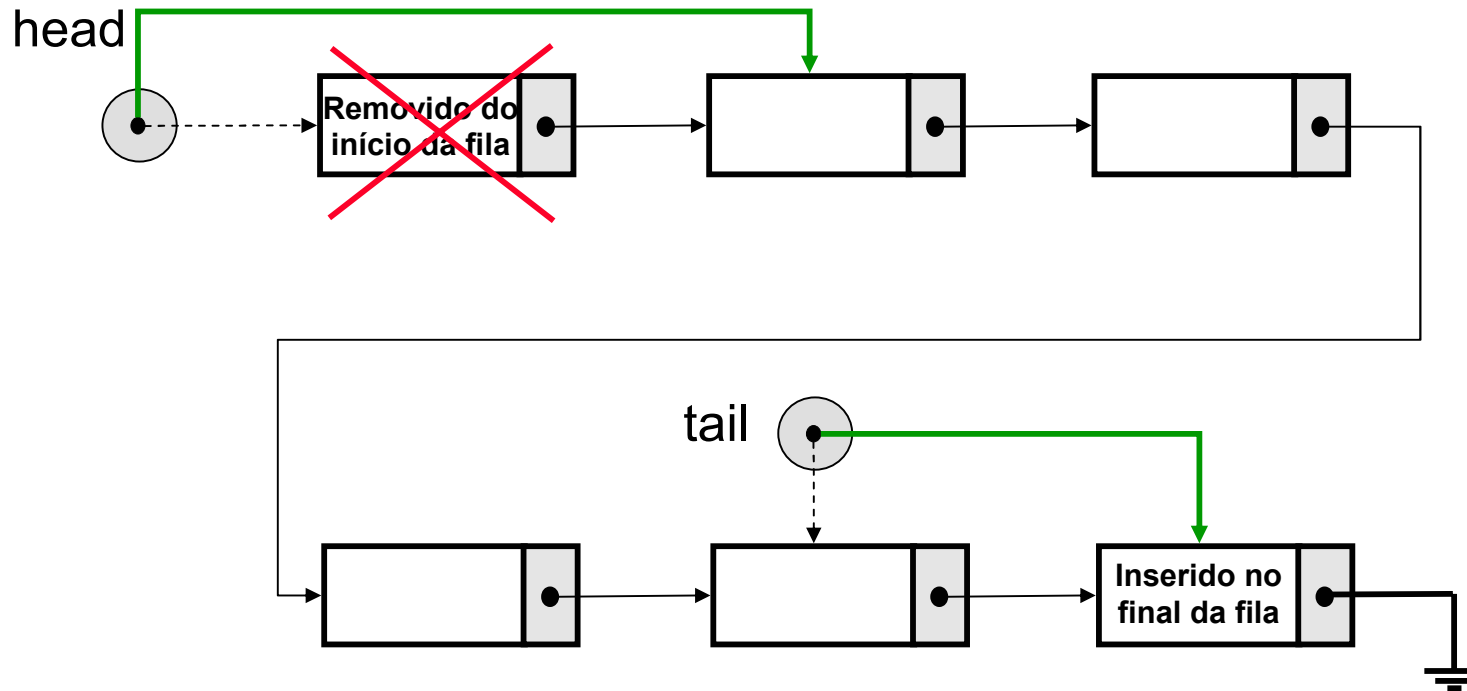 head
Removido do
início da fila
tail
Inserido no
final da fila